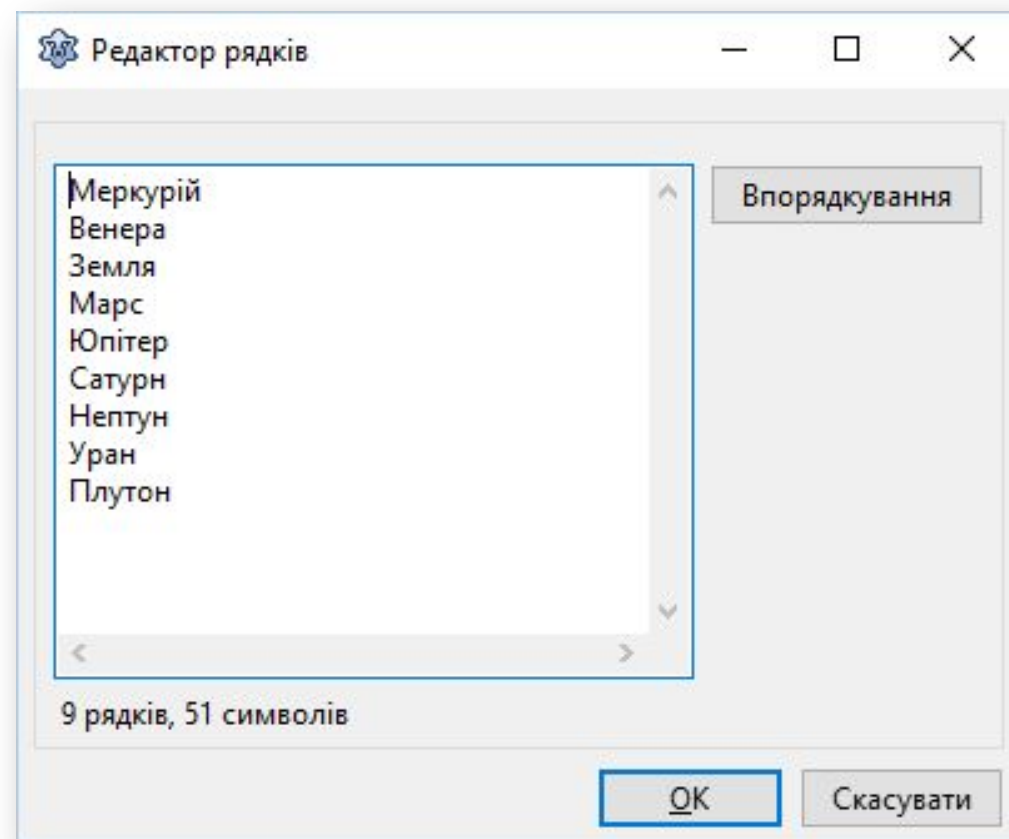 Редактор рядків
Меркурій
Венера
Земля
Марс
Юпітер
Сатурн
Нептун
Уран
Плутон
Впорядкування
9 рядків, 51 символів
OK
Скасувати